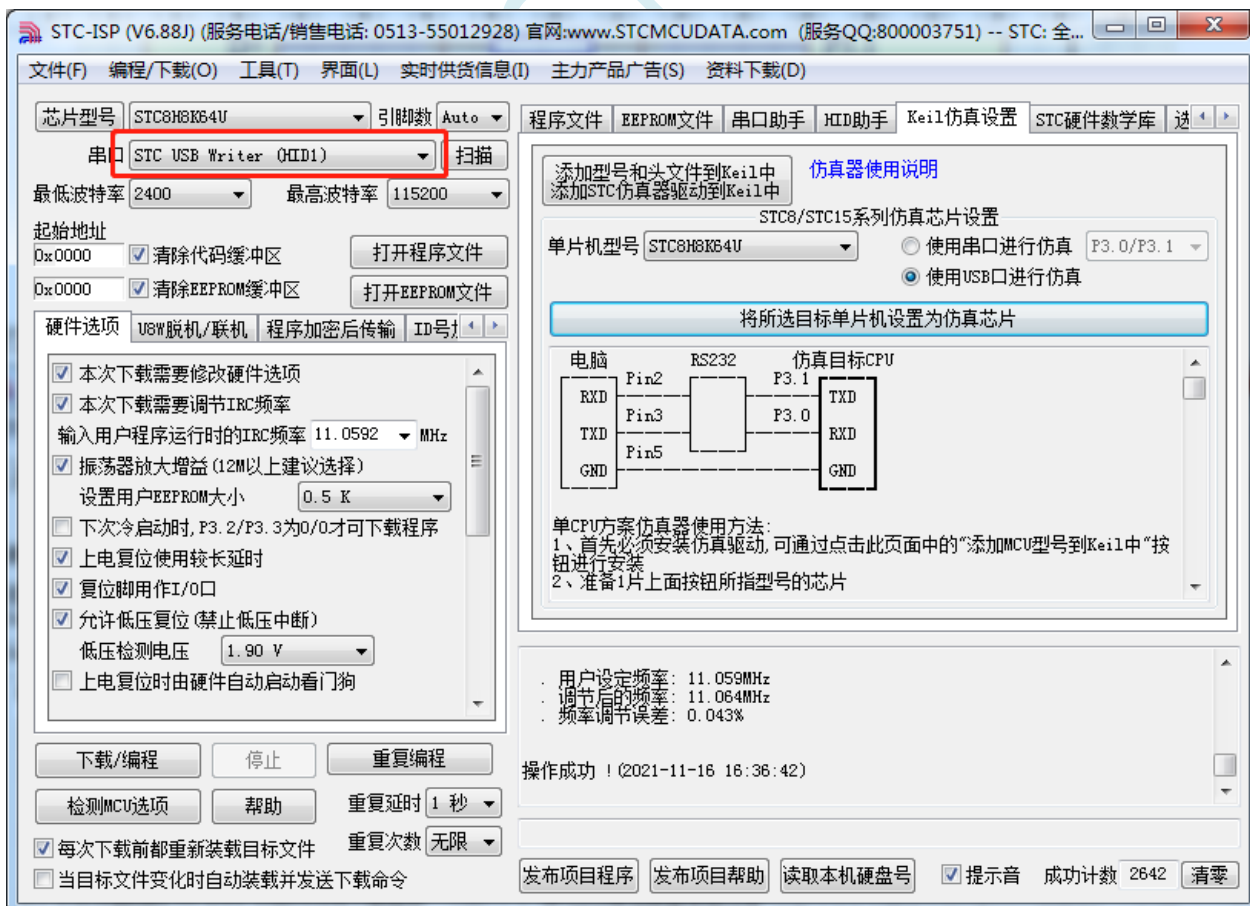 STC-ISP (V6.88J) (服务电话/销售电话: 0513-55012928) 官网:www.STCMCUDATA.com (服务QQ:800003751) -- STC: 全...
文件(F) 编程/下载(O) 工具(T) 界面(L) 实时供货信息(I) 主力产品广告(S) 资料下载(D)
芯片型号 STC8H8K64U 引脚数 Auto
串口 STC USB Writer (HID1) 扫描
最低波特率 2400 最高波特率 115200
起始地址
0x0000 清除代码缓冲区 打开程序文件
0x0000 清除EEPROM缓冲区 打开EEPROM文件
硬件选项 U8W脱机/联机 程序加密后传输 ID号
本次下载需要修改硬件选项
本次下载需要调节IRC频率
输入用户程序运行时的IRC频率 11.0592 MHz
振荡器放大增益(12M以上建议选择)
设置用户EEPROM大小 0.5 K
下次冷启动时,P3.2/P3.3为0/0才可下载程序
上电复位使用较长延时
复位脚用作I/O口
允许低压复位(禁止低压中断)
低压检测电压 1.90 V
上电复位时由硬件自动启动看门狗
下载/编程 停止 重复编程
检测MCU选项 帮助 重复延时 1 秒
每次下载前都重新装载目标文件 重复次数 无限
当目标文件变化时自动装载并发送下载命令
程序文件 EEPROM文件 串口助手 HID助手 Keil仿真设置 STC硬件数学库 选
添加型号和头文件到Keil中
添加STC仿真器驱动到Keil中
仿真器使用说明
STC8/STC15系列仿真芯片设置
单片机型号 STC8H8K64U 使用串口进行仿真 P3.0/P3.1
使用USB口进行仿真
将所选目标单片机设置为仿真芯片
电脑 RS232 仿真目标CPU
RXD Pin2 P3.1 TXD
TXD Pin3 P3.0 RXD
GND Pin5 GND
单CPU方案仿真器使用方法:
1、首先必须安装仿真驱动,可通过点击此页面中的“添加MCU型号到Keil中”按
钮进行安装
2、准备1片上面按钮所指型号的芯片
. 用户设定频率: 11.059MHz
. 调节后的频率: 11.064MHz
. 频率调节误差: 0.043%
操作成功 !(2021-11-16 16:36:42)
发布项目程序 发布项目帮助 读取本机硬盘号 提示音 成功计数 2642 清零